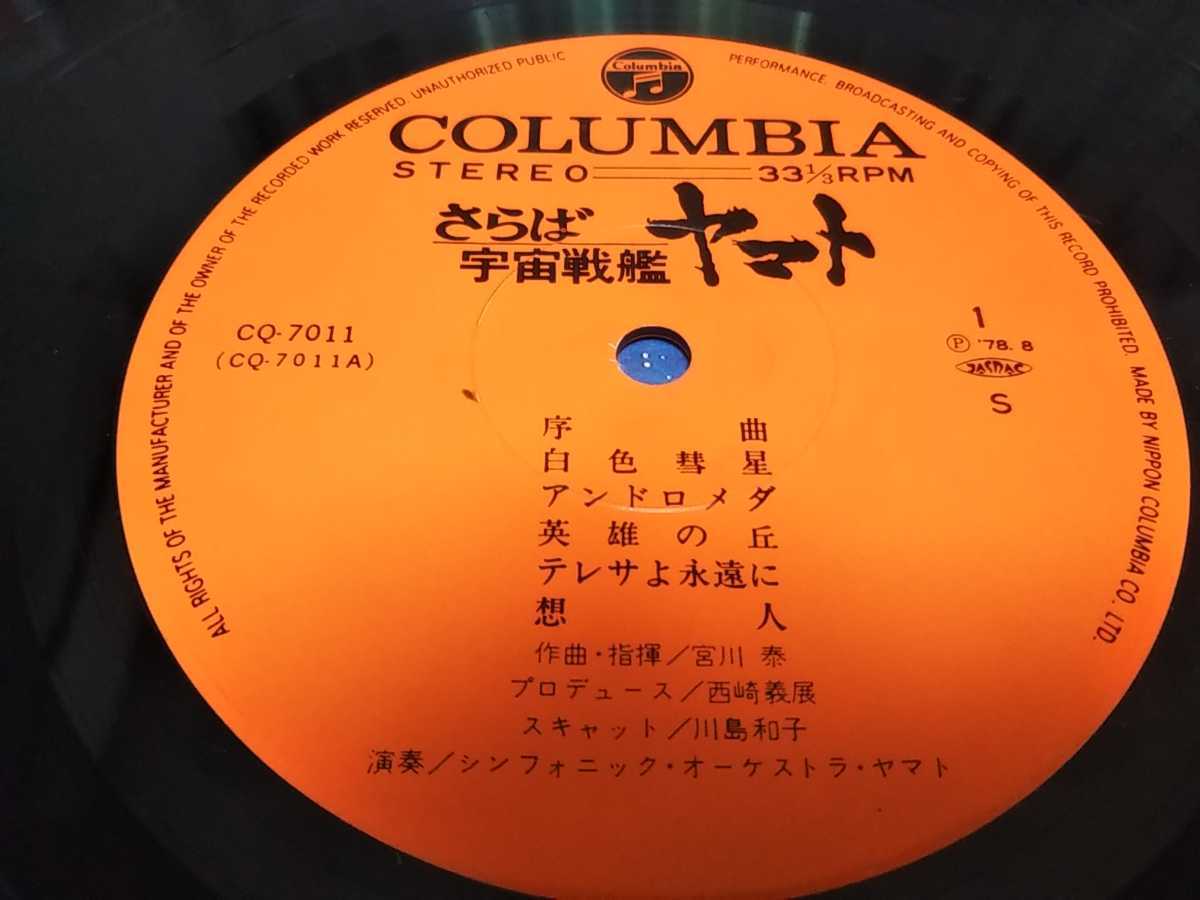 ALL RIGHTS OF THE MANUFACTURER AND OF THE OWNER OF THE RECORDED WORK RESERVED. UNAUTHORIZED PUBLIC PERFORMANCE. BROADCASTING AND COPYING OF THIS RECORD PROHIBITED. MADE BY NIPPON COLUMBIA CO. LTD.
Columbia
COLUMBIA
STEREO 33 1/3 RPM
さらば
宇宙戦艦 ヤマト
CQ-7011
(CQ-7011A)
1
Ⓟ '78. 8
JASRAC
S
序曲
白色彗星
アンドロメダ
英雄の丘
テレサよ永遠に
想人
作曲・指揮/宮川 泰
プロデュース/西崎義展
スキャット/川島和子
演奏/シンフォニック・オーケストラ・ヤマト